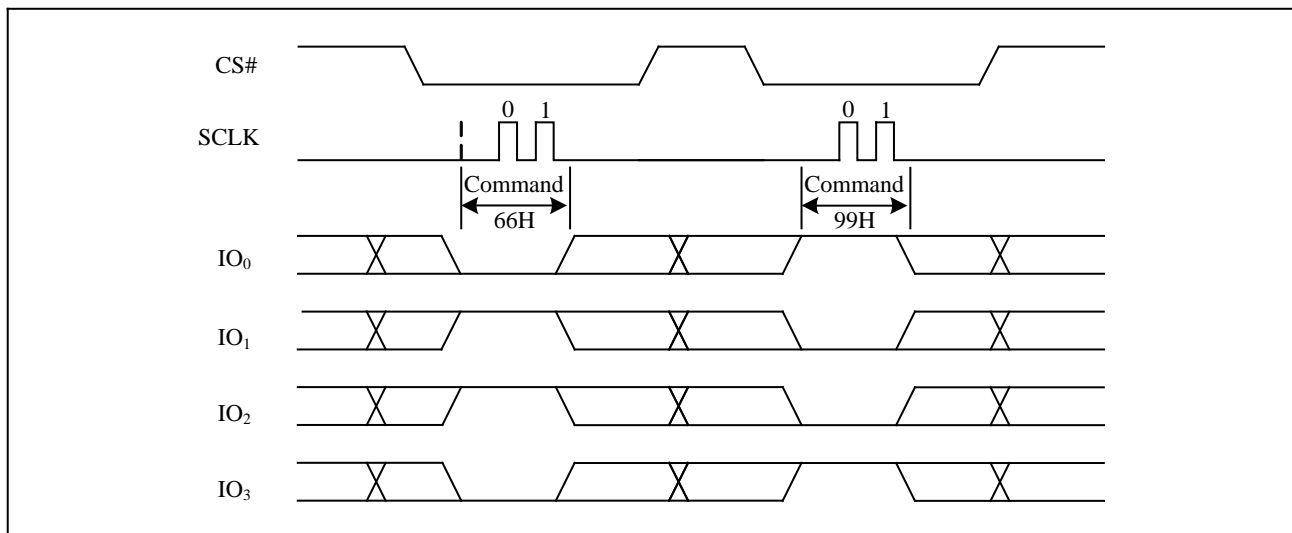 CS#
0 1 0 1
SCLK
Command Command
66H 99H
IO₀
IO₁
IO₂
IO₃